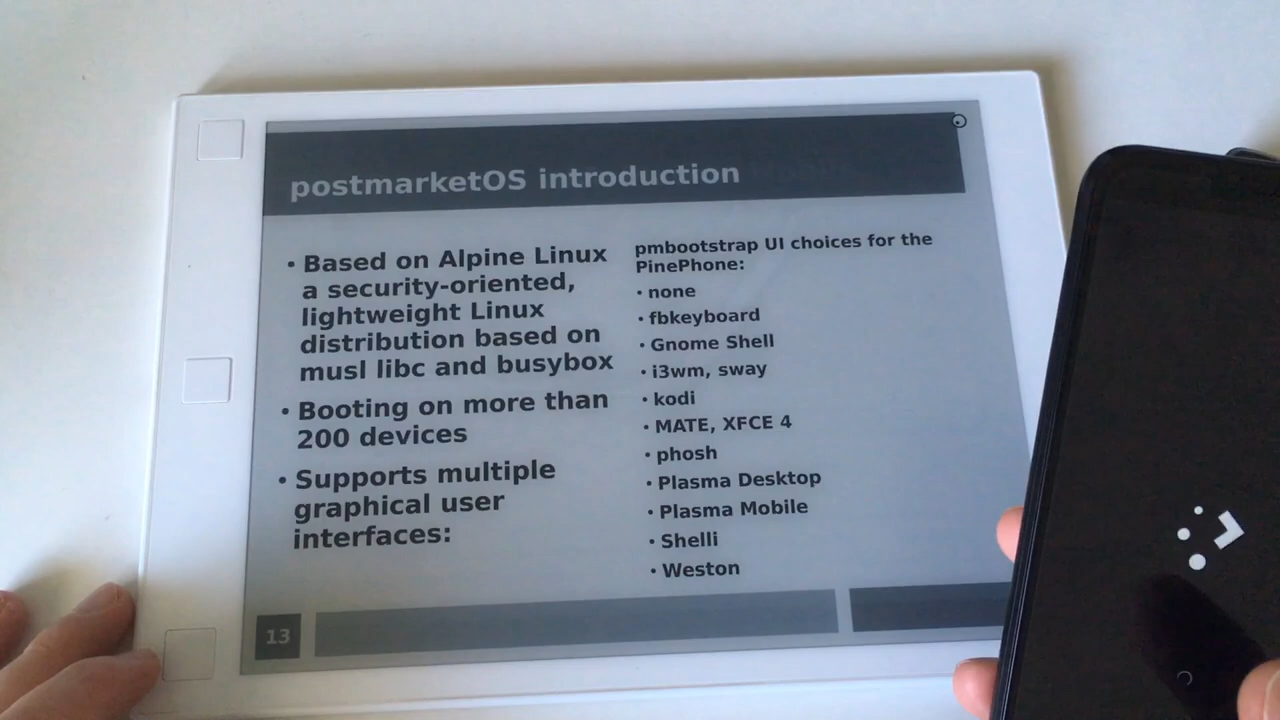 postmarketOS introduction
• Based on Alpine Linux
a security-oriented,
lightweight Linux
distribution based on
musl libc and busybox
• Booting on more than
200 devices
• Supports multiple
graphical user
interfaces:
pmbootstrap UI choices for the
PinePhone:
• none
• fbkeyboard
• Gnome Shell
• i3wm, sway
• kodi
• MATE, XFCE 4
• phosh
• Plasma Desktop
• Plasma Mobile
• Shelli
• Weston
13